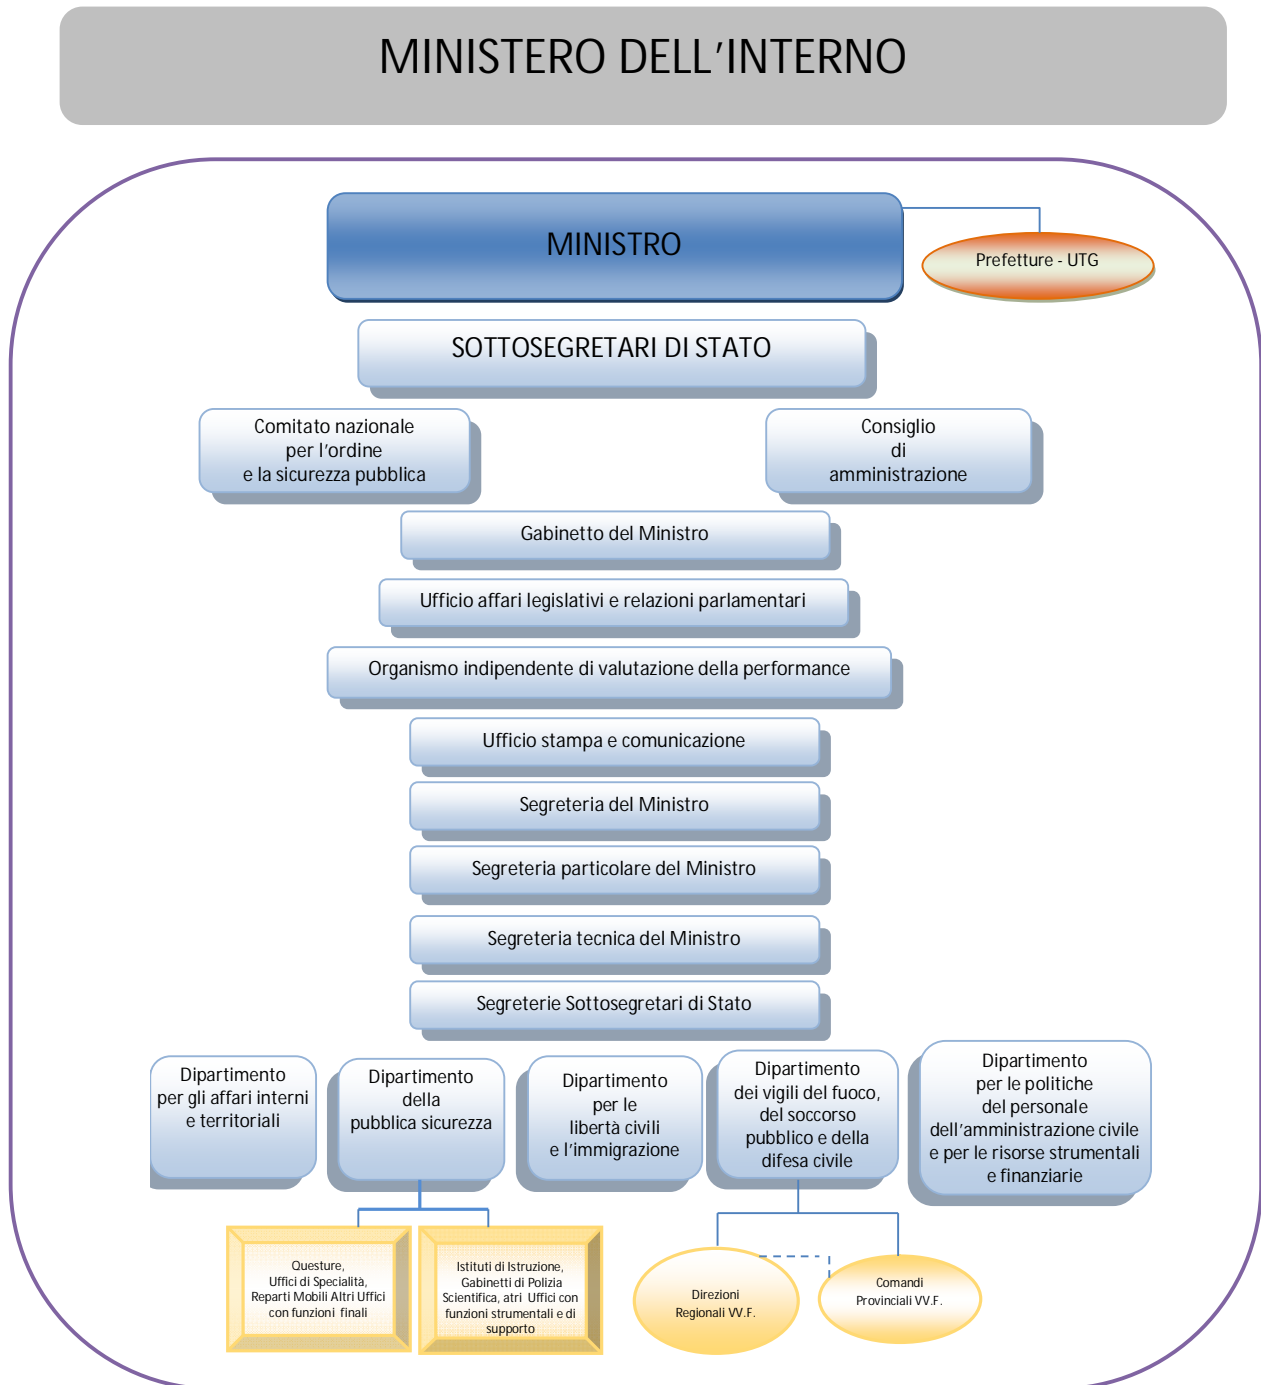 MINISTERO DELL'INTERNO
MINISTRO
Prefetture - UTG
SOTTOSEGRETARI DI STATO
Comitato nazionale
per l'ordine
e la sicurezza pubblica
Consiglio
di
amministrazione
Gabinetto del Ministro
Ufficio affari legislativi e relazioni parlamentari
Organismo indipendente di valutazione della performance
Ufficio stampa e comunicazione
Segreteria del Ministro
Segreteria particolare del Ministro
Segreteria tecnica del Ministro
Segreterie Sottosegretari di Stato
Dipartimento
per gli affari interni
e territoriali
Dipartimento
della
pubblica sicurezza
Dipartimento
per le
libertà civili
e l'immigrazione
Dipartimento
dei vigili del fuoco,
del soccorso
pubblico e della
difesa civile
Dipartimento
per le politiche
del personale
dell'amministrazione civile
e per le risorse strumentali
e finanziarie
Questure,
Uffici di Specialità,
Reparti Mobili Altri Uffici
con funzioni finali
Istituti di Istruzione,
Gabinetti di Polizia
Scientifica, atri Uffici con
funzioni strumentali e di
supporto
Direzioni
Regionali VV.F.
Comandi
Provinciali VV.F.